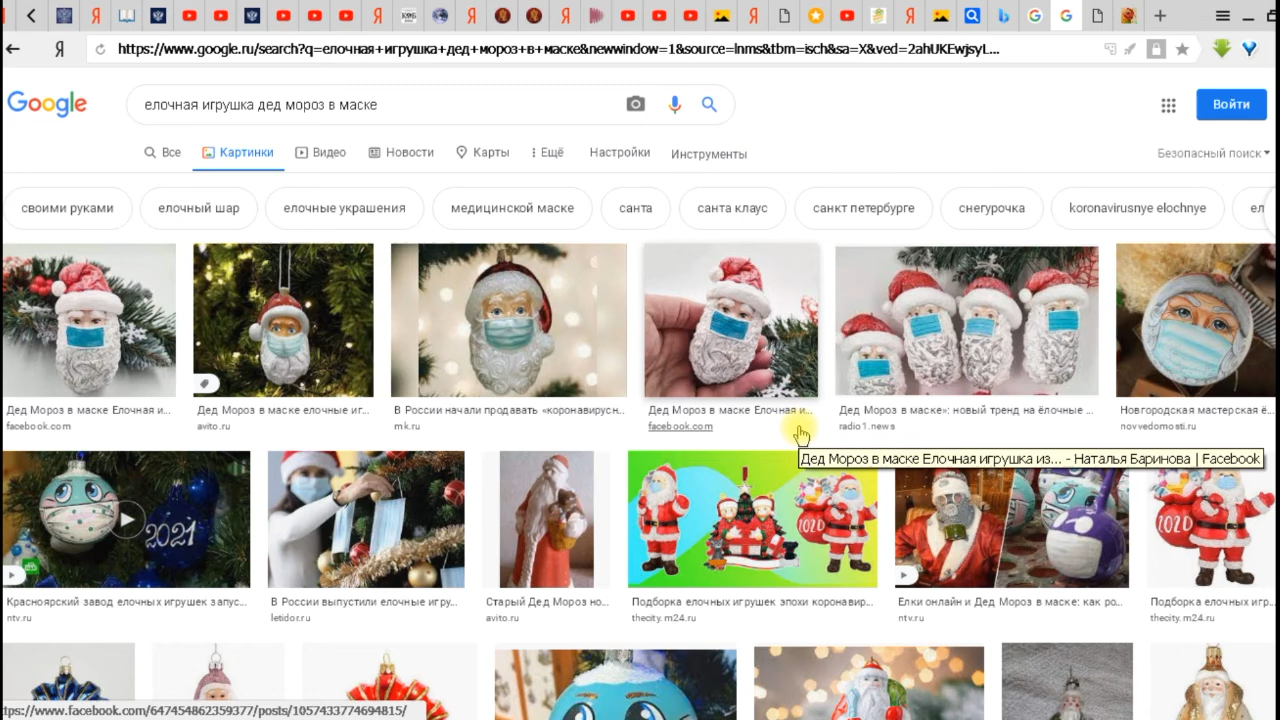 https://www.google.ru/search?q=елочная+игрушка+дед+мороз+в+маске&newwindow=1&source=lnms&tbm=isch&sa=X&ved=2ahUKEwjsyL...
Google
елочная игрушка дед мороз в маске
Войти
Все
Картинки
Видео
Новости
Карты
Ещё
Настройки
Инструменты
Безопасный поиск
своими руками
елочный шар
елочные украшения
медицинской маске
санта
санта клаус
санкт петербурге
снегурочка
koronavirusnye elochnye
ел
Дед Мороз в маске Елочная и...
facebook.com
Дед Мороз в маске елочные иг...
avito.ru
В России начали продавать «коронавирусн...
mk.ru
Дед Мороз в маске Елочная и...
facebook.com
Дед Мороз в маске»: новый тренд на ёлочные ...
radio1.news
Новгородская мастерская ё...
novvedomosti.ru
Дед Мороз в маске Елочная игрушка из... - Наталья Баринова | Facebook
2021
2020
2020
Красноярский завод елочных игрушек запус...
ntv.ru
В России выпустили елочные игру...
letidor.ru
Старый Дед Мороз но...
avito.ru
Подборка елочных игрушек эпохи коронавир...
thecity.m24.ru
Елки онлайн и Дед Мороз в маске: как ро...
ntv.ru
Подборка елочных игр...
thecity.m24.ru
tps://www.facebook.com/647454862359377/posts/1057433774694815/